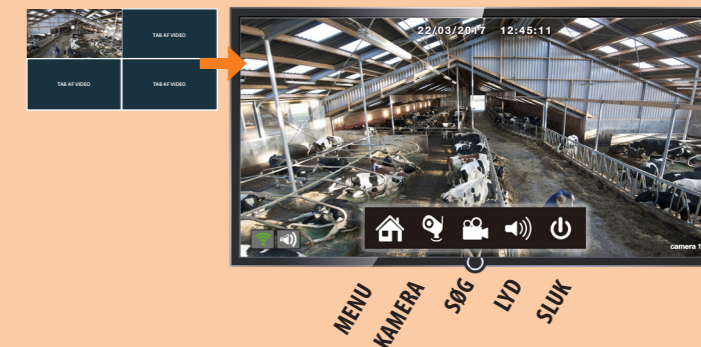 TAB AF VIDEO
TAB AF VIDEO
TAB AF VIDEO
22/03/2017 12:45:11
camera 1
MENU
KAMERA
SØG
LYD
SLUK